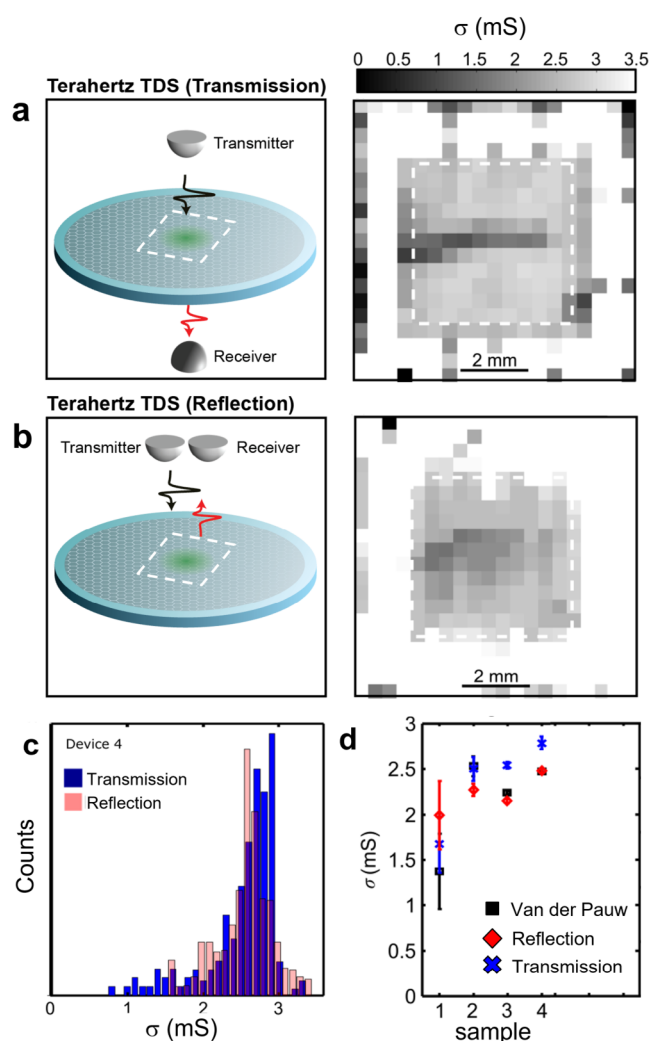 σ (mS)
0 0.5 1 1.5 2 2.5 3 3.5
Terahertz TDS (Transmission)
a
Transmitter
Receiver
2 mm
Terahertz TDS (Reflection)
b
Transmitter Receiver
2 mm
c
Device 4
Transmission
Reflection
Counts
0 1 2 3
σ (mS)
d
3
2.5
2
1.5
1
0.5
0
σ (mS)
Van der Pauw
Reflection
Transmission
1 2 3 4
sample